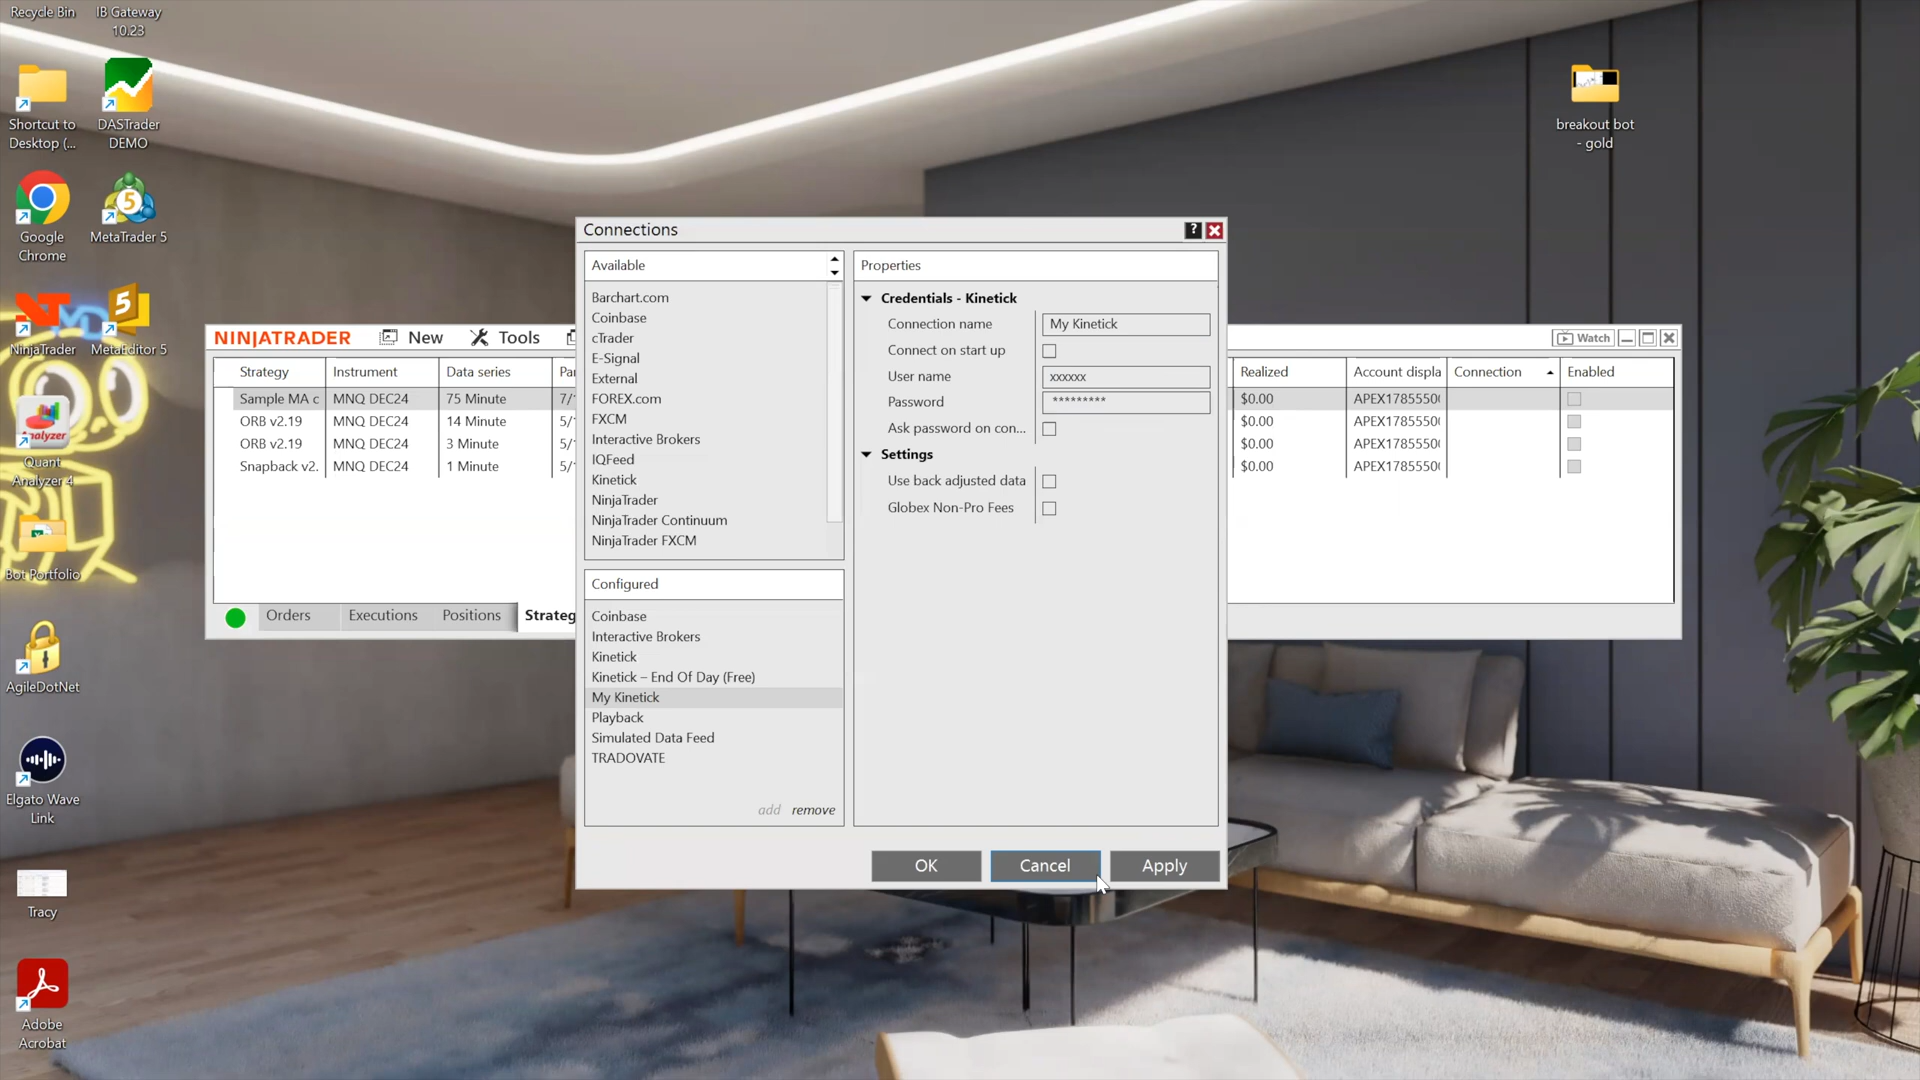 Recycle Bin
IB Gateway
10.23
Shortcut to
Desktop (...
DASTrader
DEMO
Google
Chrome
MetaTrader 5
NinjaTrader
MetaEditor 5
Quant
Analyzer 4
Bot Portfolio
AgileDotNet
Elgato Wave
Link
Tracy
Adobe
Acrobat
breakout bot
- gold
NINJATRADER
New
Tools
Watch
Strategy
Instrument
Data series
Realized
Account displa
Connection
Enabled
Sample MA c
MNQ DEC24
75 Minute
7/
$0.00
APEX1785550
ORB v2.19
MNQ DEC24
14 Minute
5/
$0.00
APEX1785550
ORB v2.19
MNQ DEC24
3 Minute
5/
$0.00
APEX1785550
Snapback v2.
MNQ DEC24
1 Minute
5/
$0.00
APEX1785550
Orders
Executions
Positions
Strateg
Connections
?
Available
Barchart.com
Coinbase
cTrader
E-Signal
External
FOREX.com
FXCM
Interactive Brokers
IQFeed
Kinetick
NinjaTrader
NinjaTrader Continuum
NinjaTrader FXCM
Configured
Coinbase
Interactive Brokers
Kinetick
Kinetick – End Of Day (Free)
My Kinetick
Playback
Simulated Data Feed
TRADOVATE
add remove
Properties
Credentials - Kinetick
Connection name
My Kinetick
Connect on start up
User name
xxxxxx
Password
*********
Ask password on con...
Settings
Use back adjusted data
Globex Non-Pro Fees
OK
Cancel
Apply